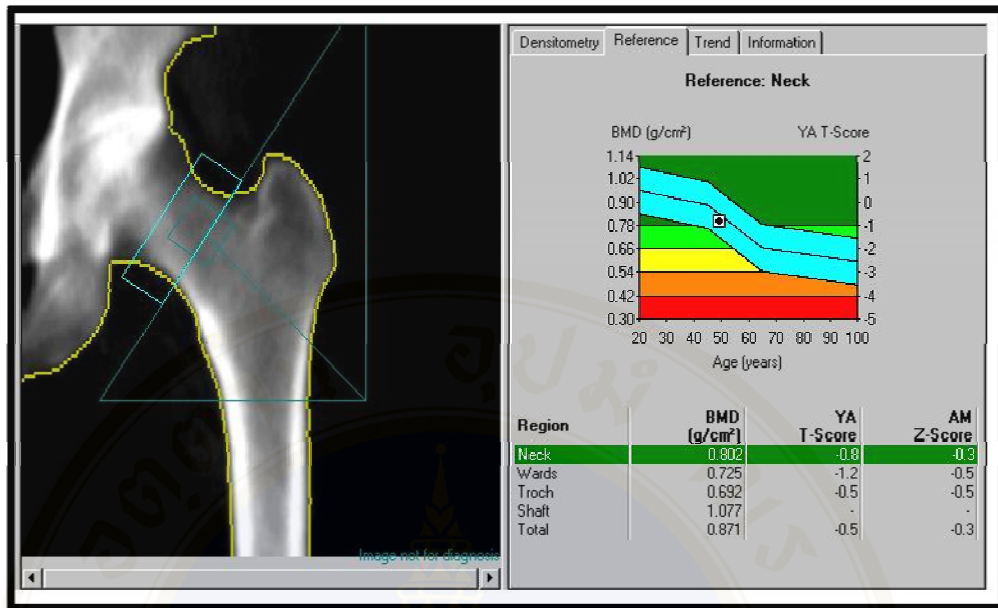 Densitometry Reference Trend Information
Reference: Neck
BMD (g/cm²) YA T-Score
1.14 2
1.02 1
0.90 0
0.78 -1
0.66 -2
0.54 -3
0.42 -4
0.30 -5
20 30 40 50 60 70 80 90 100
Age (years)
Region BMD (g/cm²) YA T-Score AM Z-Score
Neck 0.802 -0.8 -0.3
Wards 0.725 -1.2 -0.5
Troch 0.692 -0.5 -0.5
Shaft 1.077 - -
Total 0.871 -0.5 -0.3
Image not for diagnosis